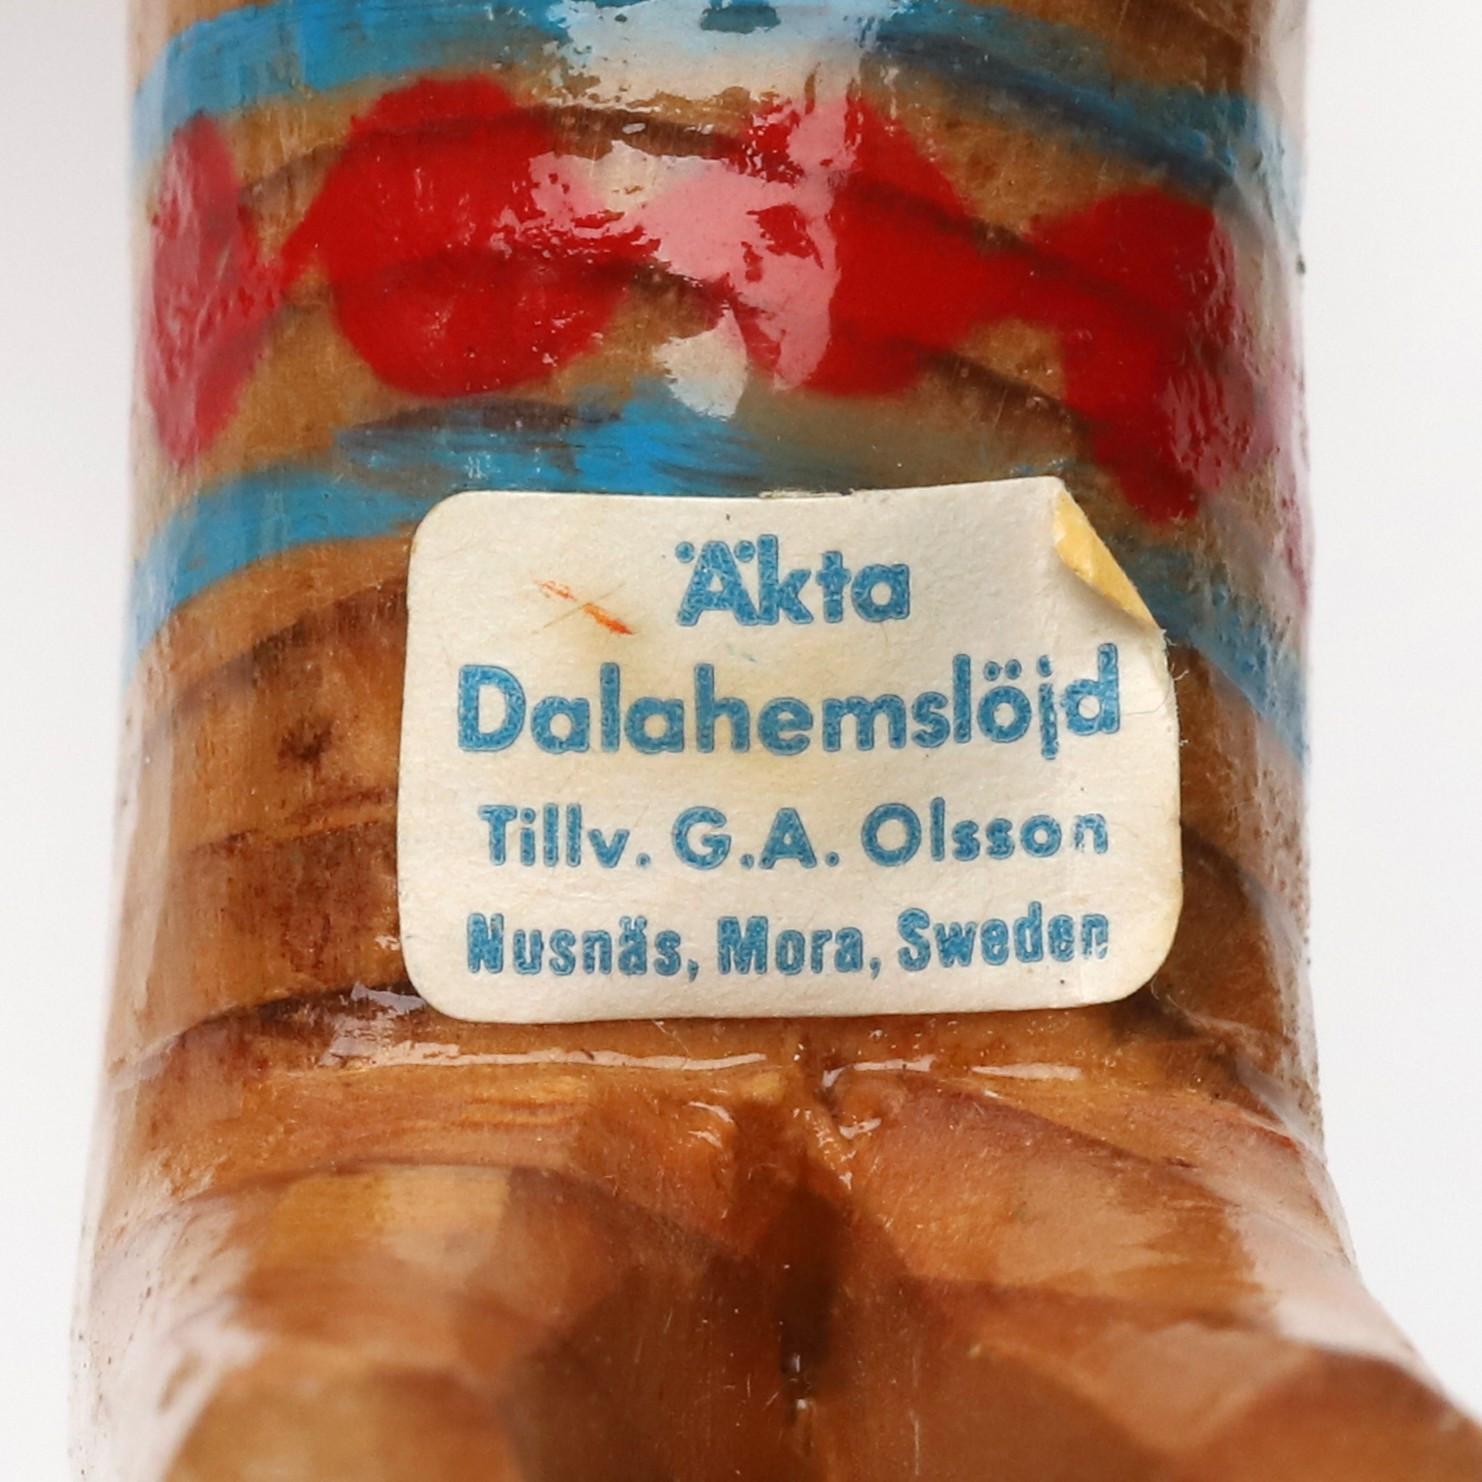 Äkta
Dalahemslöjd
Tillv. G.A. Olsson
Nusnäs, Mora, Sweden